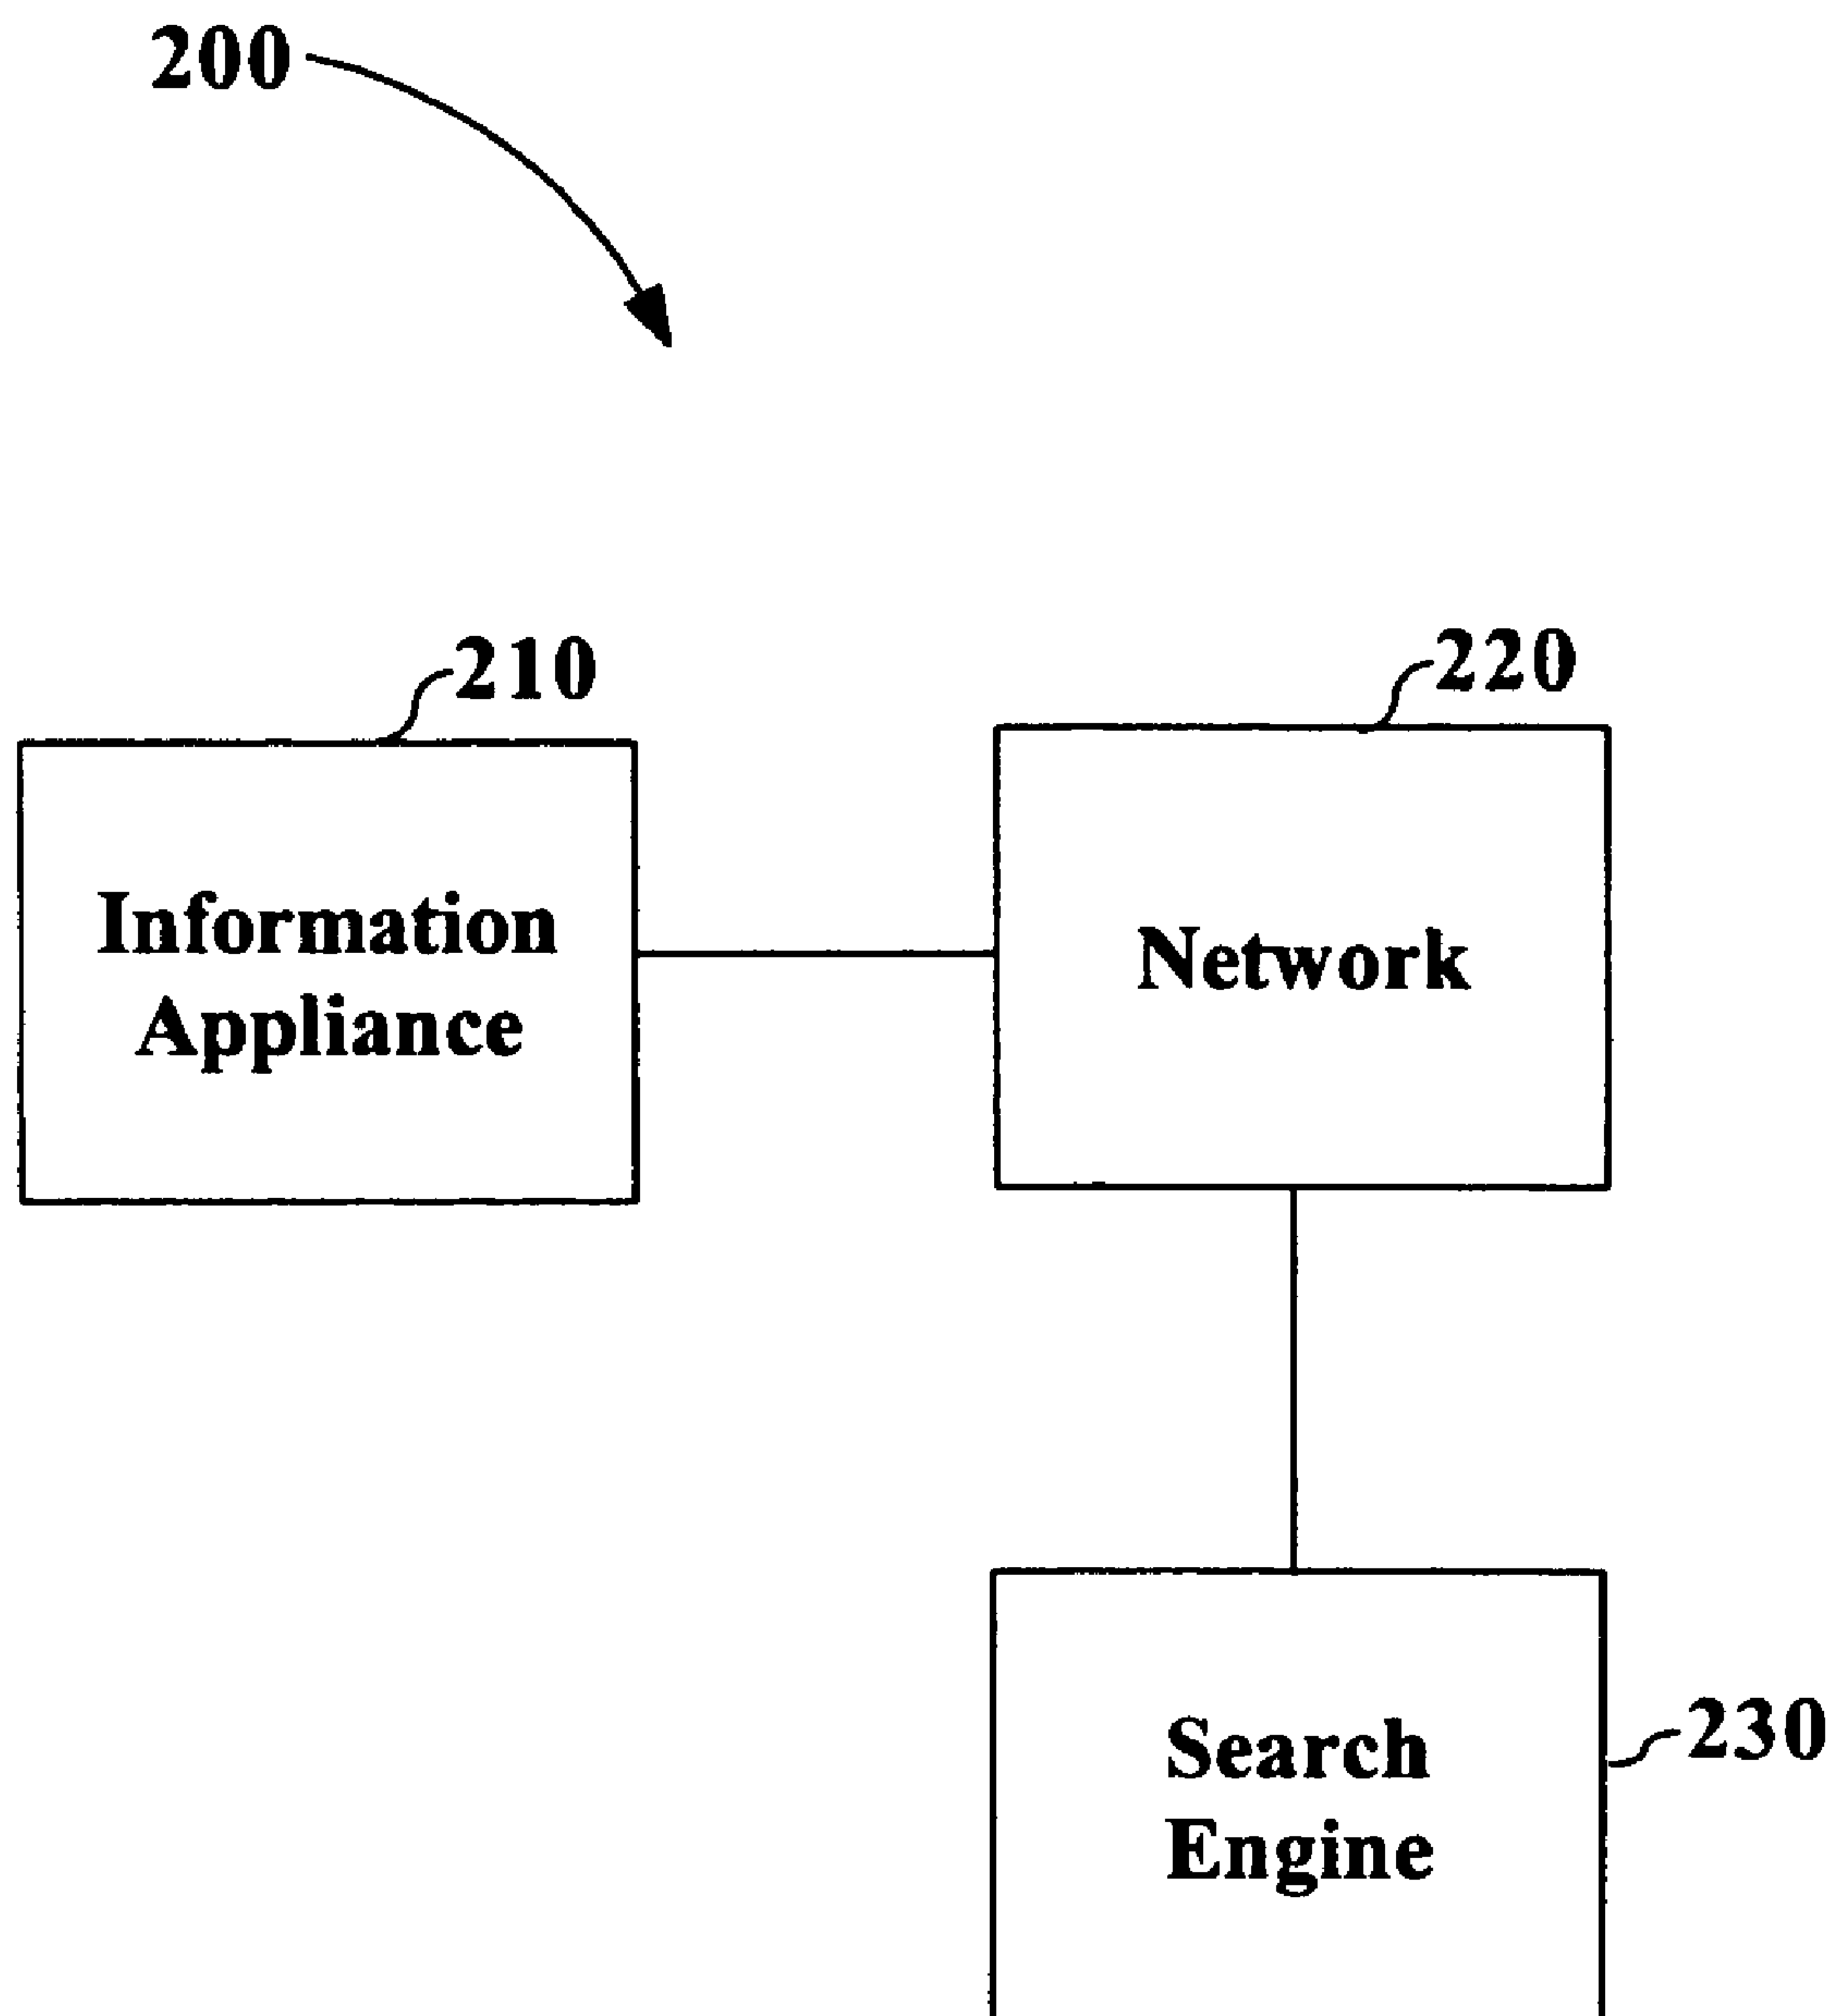 200
210
220
Information
Appliance
Network
Search
Engine
230